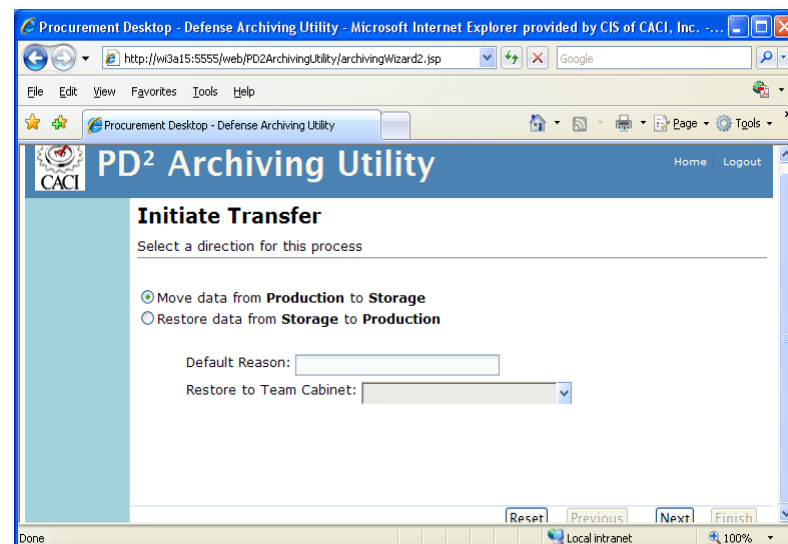 Procurement Desktop - Defense Archiving Utility - Microsoft Internet Explorer provided by CIS of CACI, Inc. -...
http://wi3a15:5555/web/PD2ArchivingUtility/archivingWizard2.jsp
Google
File Edit View Favorites Tools Help
Procurement Desktop - Defense Archiving Utility
Page Tools
CACI
PD² Archiving Utility
Home Logout
Initiate Transfer
Select a direction for this process
Move data from Production to Storage
Restore data from Storage to Production
Default Reason:
Restore to Team Cabinet:
Reset Previous Next Finish
Done
Local intranet
100%